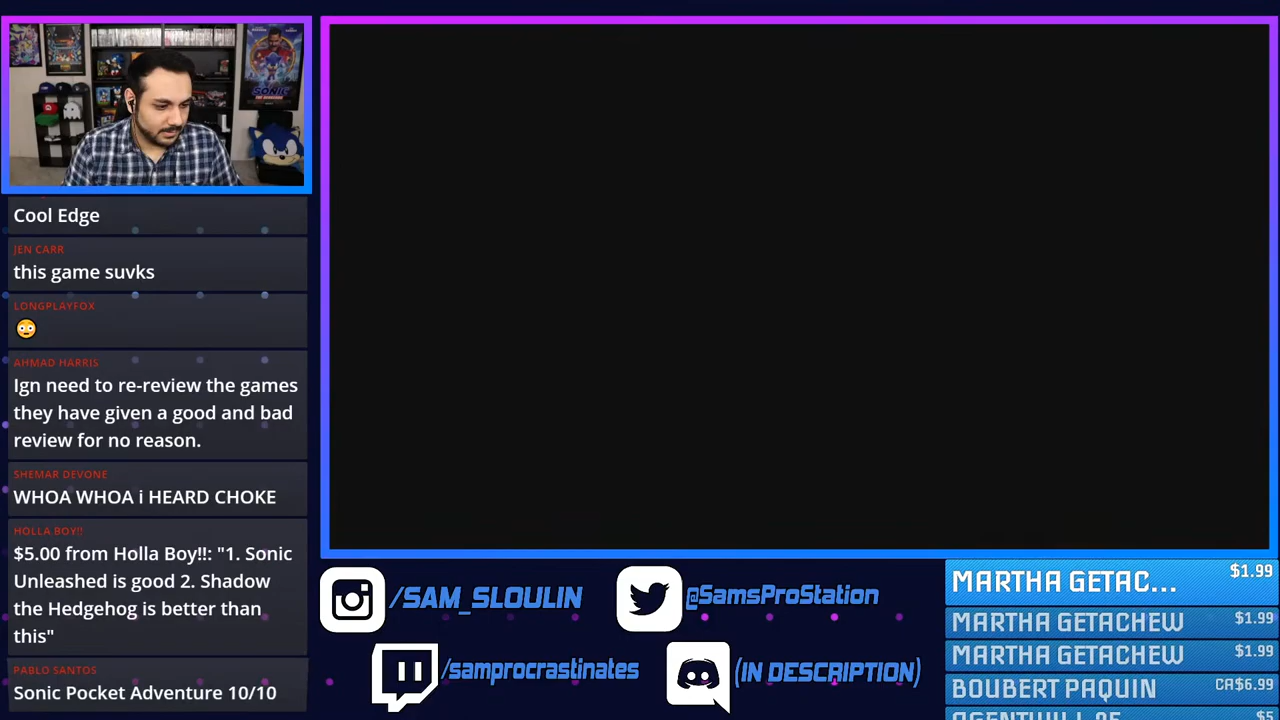 SONIC
Cool Edge
JEN CARR
this game suvks
LONGPLAYFOX
😳
AHMAD HARRIS
Ign need to re-review the games
they have given a good and bad
review for no reason.
SHEMAR DEVONE
WHOA WHOA i HEARD CHOKE
HOLLA BOY!!
$5.00 from Holla Boy!!: "1. Sonic
Unleashed is good 2. Shadow
the Hedgehog is better than
this"
PABLO SANTOS
Sonic Pocket Adventure 10/10
/SAM_SLOULIN
@SamsProStation
/samprocrastinates
(IN DESCRIPTION)
MARTHA GETAC... $1.99
MARTHA GETACHEW $1.99
MARTHA GETACHEW $1.99
BOUBERT PAQUIN CA$6.99